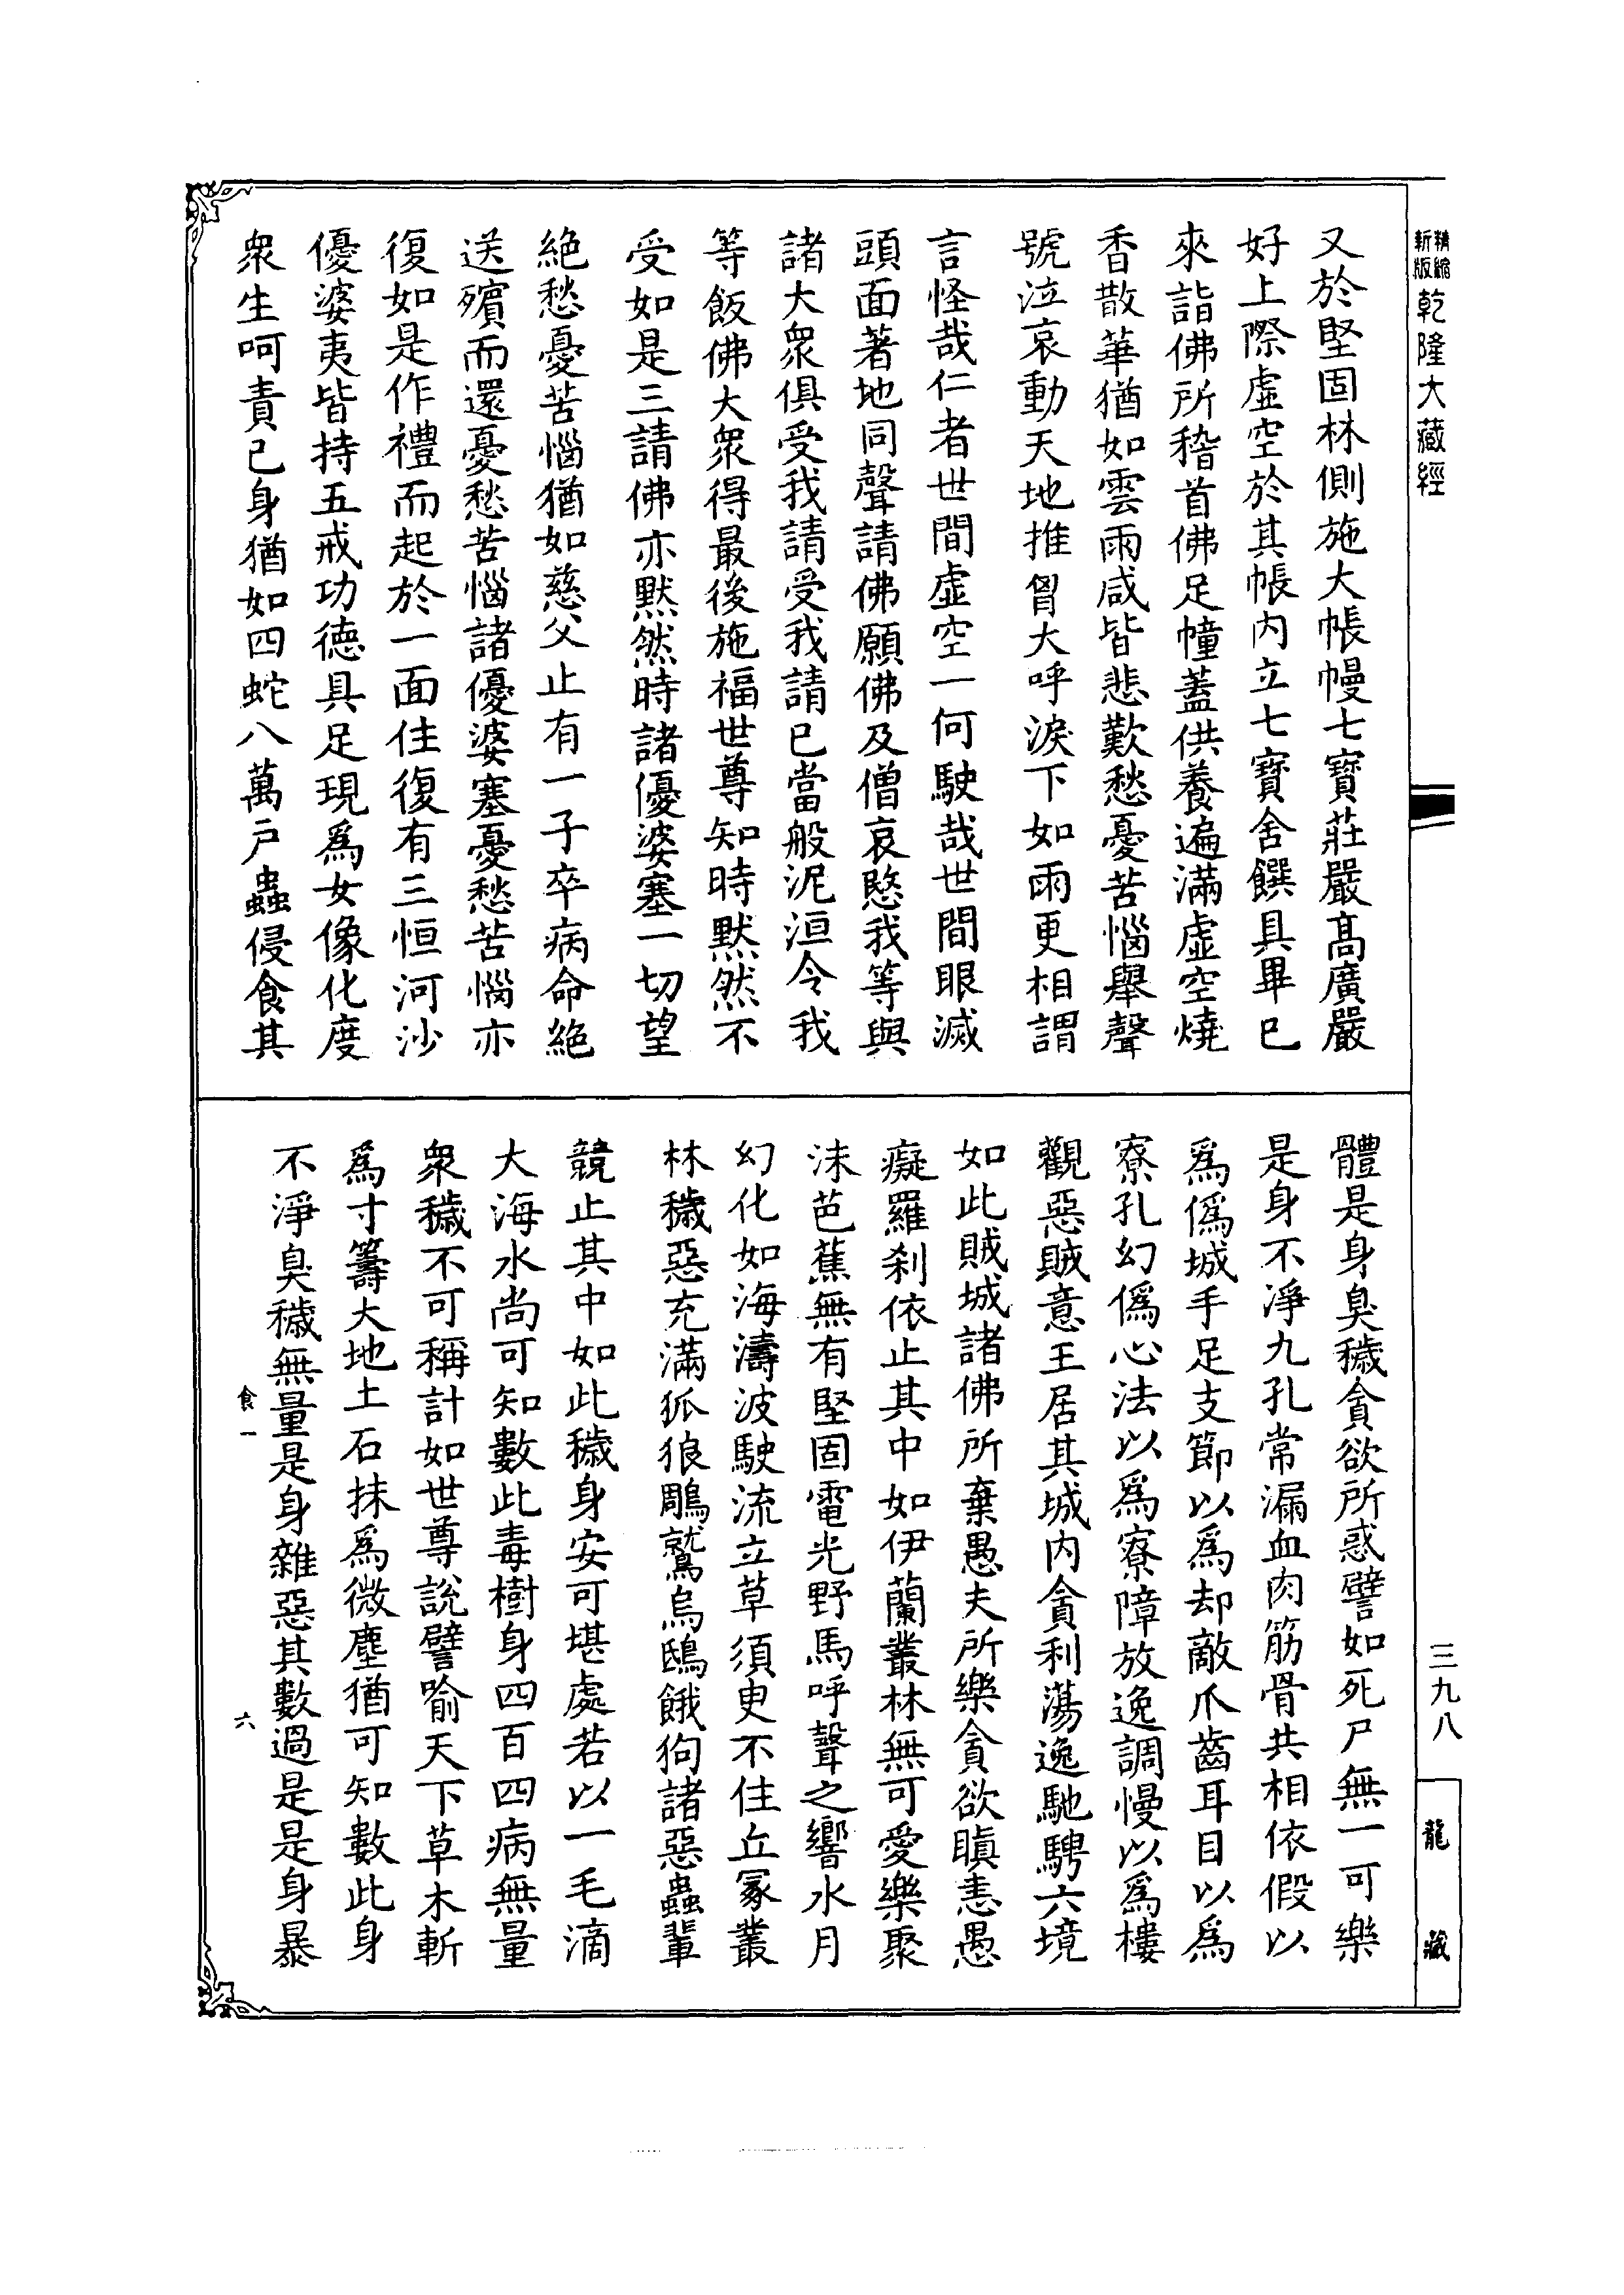 精縮
新版
乾隆大藏經
又於堅固林側施大帳幔七寶莊嚴高廣嚴
好上際虛空於其帳內立七寶舍饌具畢已
來詣佛所稽首佛足幢蓋供養遍滿虛空燒
香散華猶如雲雨咸皆悲歎愁憂苦惱舉聲
號泣哀動天地推胷大呼淚下如雨更相謂
言怪哉仁者世間虛空一何駛哉世間眼滅
頭面著地同聲請佛願佛及僧哀愍我等與
諸大衆俱受我請受我請已當般泥洹令我
等飯佛大衆得最後施福世尊知時默然不
受如是三請佛亦默然時諸優婆塞一切望
絕愁憂苦惱猶如慈父止有一子卒病命絕
送殯而還憂愁苦惱諸優婆塞憂愁苦惱亦
復如是作禮而起於一面住復有三恒河沙
優婆夷皆持五戒功德具足現爲女像化度
衆生呵責已身猶如四蛇八萬戶蟲侵食其
體是身臭穢貪欲所惑譬如死尸無一可樂
是身不淨九孔常漏血肉筋骨共相依假以
爲僞城手足支節以爲却敵爪齒耳目以爲
寮孔幻僞心法以爲寮障放逸調慢以爲樓
觀惡賊意王居其城內貪利蕩逸馳騁六境
如此賊城諸佛所棄愚夫所樂貪欲瞋恚愚
癡羅刹依止其中如伊蘭叢林無可愛樂聚
沫芭蕉無有堅固電光野馬呼聲之響水月
幻化如海濤波駛流立草須臾不住丘冢叢
林穢惡充滿狐狼鵰鷲烏鴟餓狗諸惡蟲輩
競止其中如此穢身安可堪處若以一毛滴
大海水尚可知數此毒樹身四百四病無量
衆穢不可稱計如世尊說譬喻天下草木斬
爲寸籌大地土石抹爲微塵猶可知數此身
不淨臭穢無量是身雜惡其數過是是身暴
食一
六
三九八
龍藏